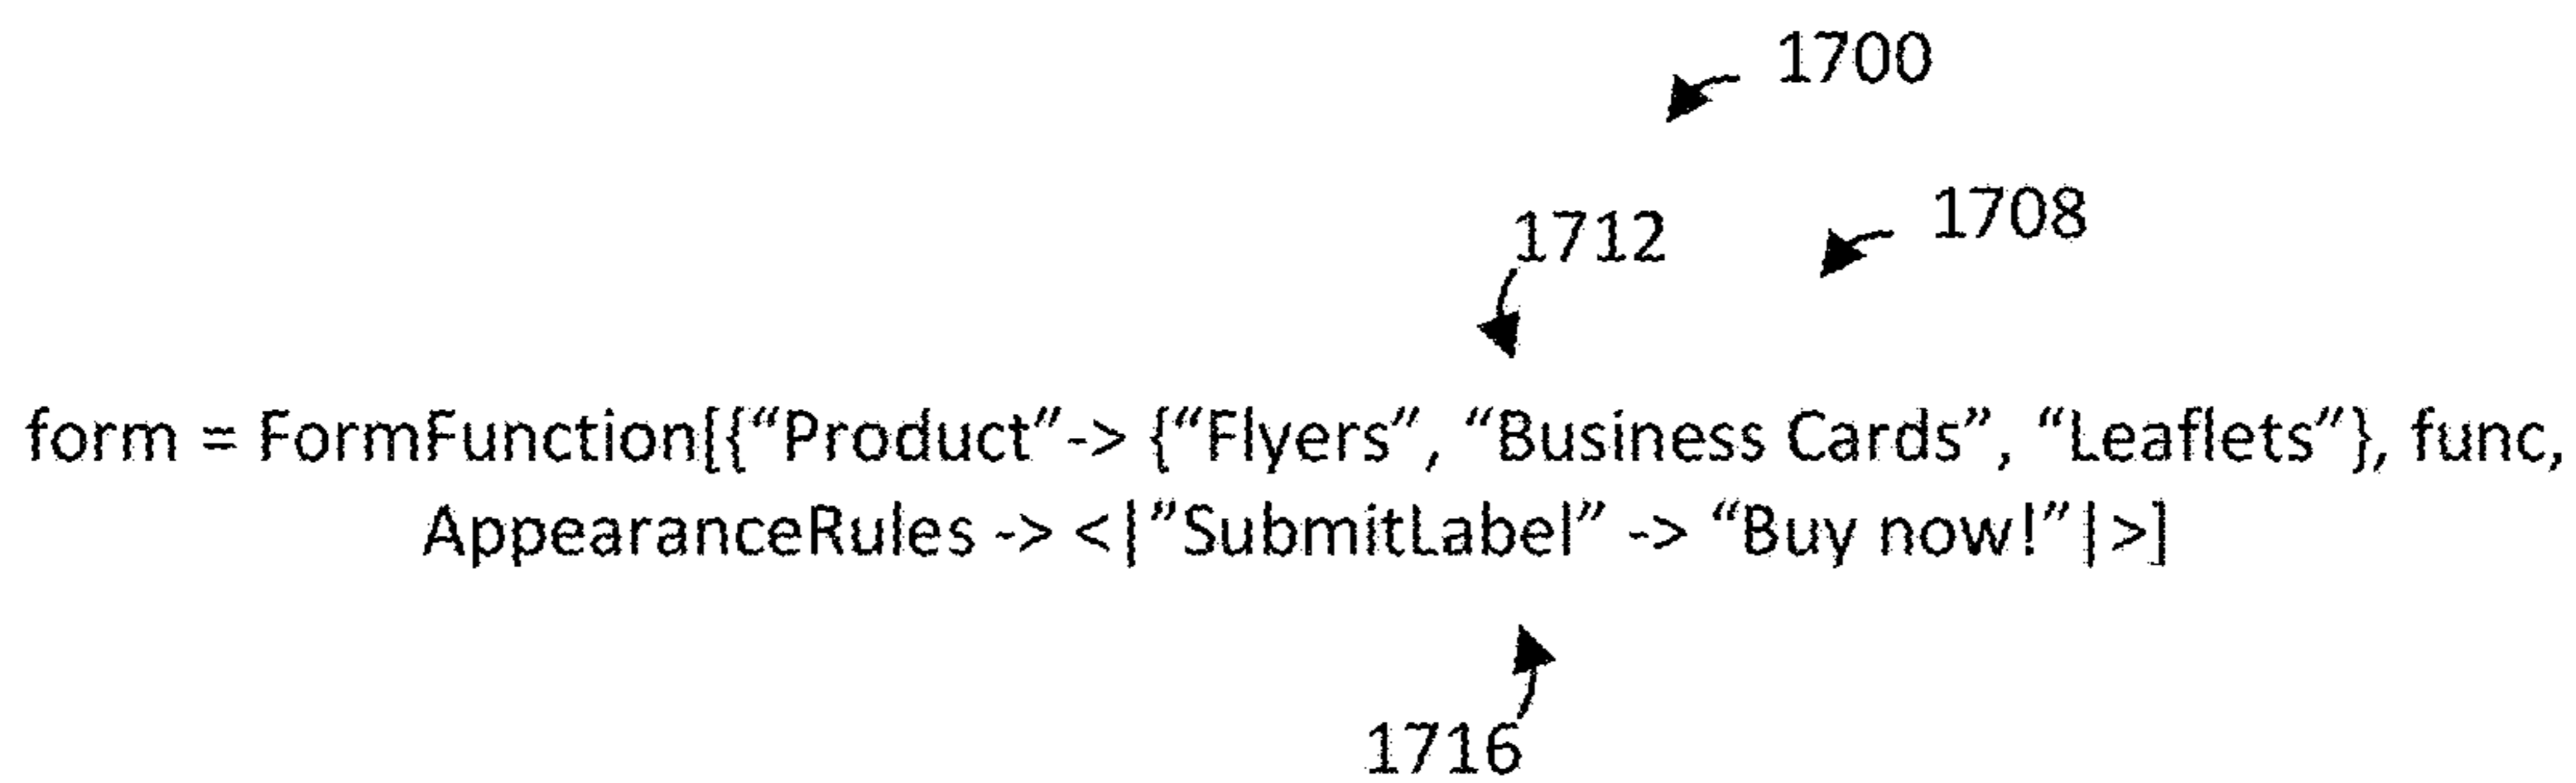 1700
1708
1712
form = FormFunction[{“Product”-> {“Flyers”, “Business Cards”, “Leaflets”}, func,
AppearanceRules -> <|”SubmitLabel” -> “Buy now!”|>]
1716